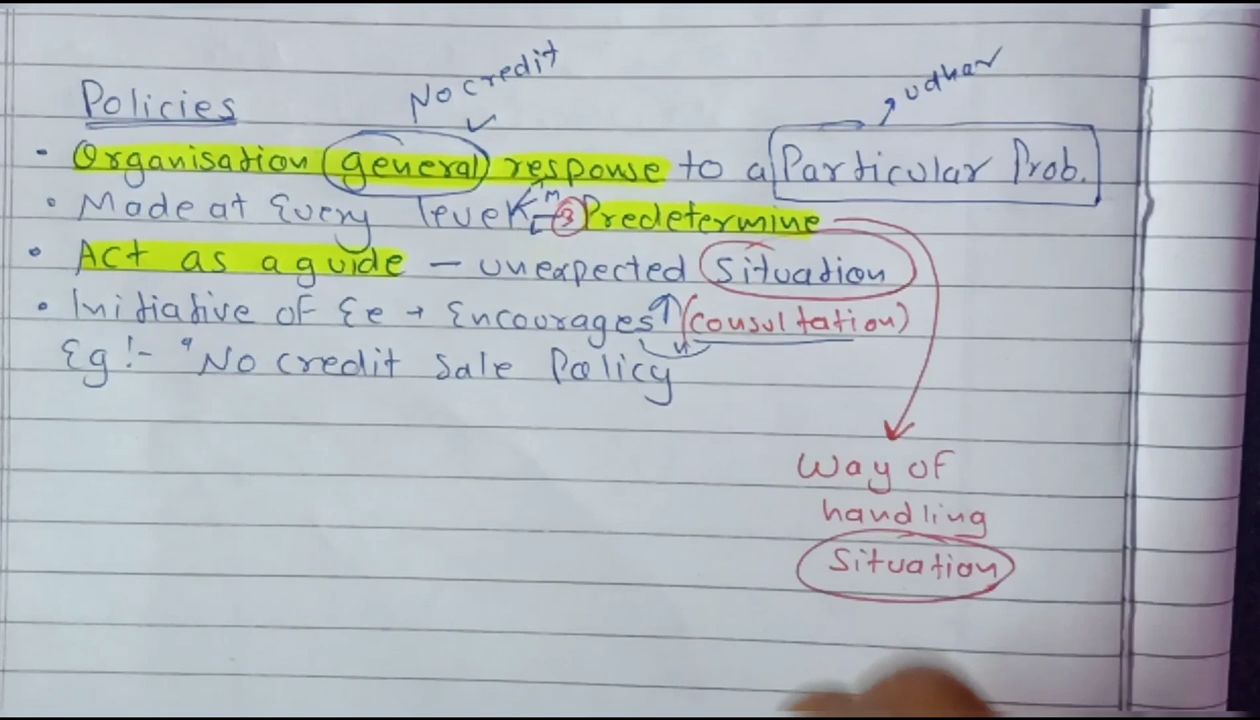 No credit
udhar
Policies
• Organisation general response to a Particular Prob.
• Made at Every level T M L Predetermine
• Act as a guide – unexpected Situation
• Initiative of Ee → Encourages ↑ (consultation)
Eg:- "No credit Sale Policy
Way of
handling
Situation